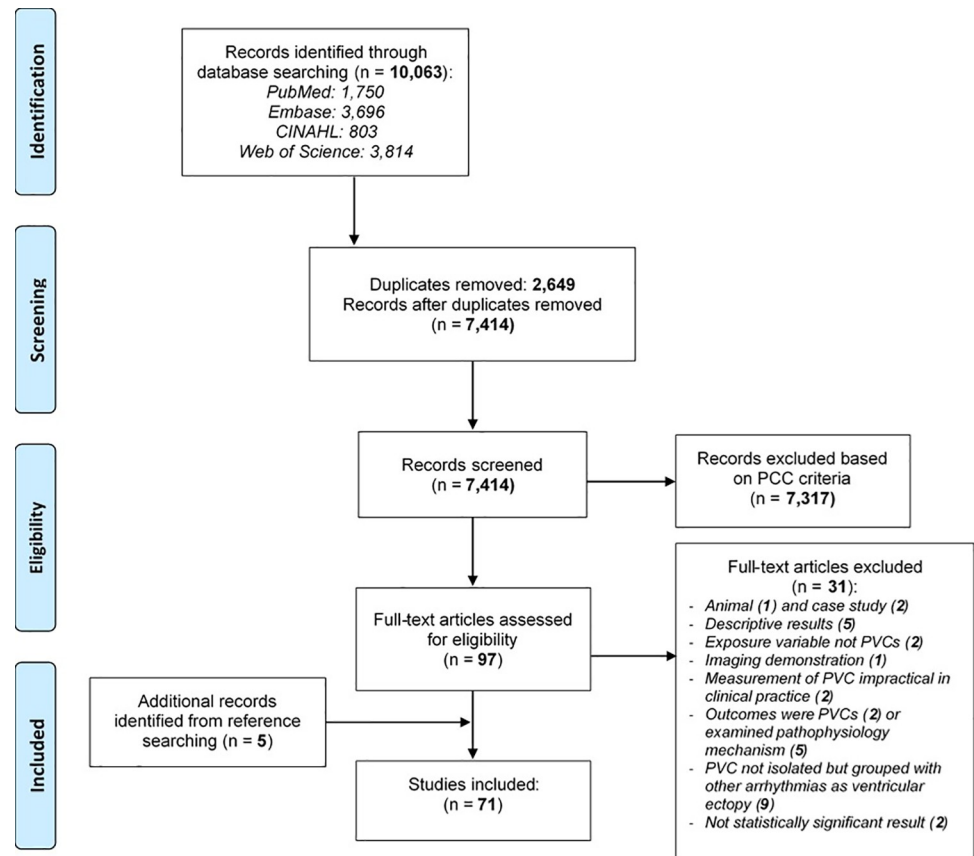 Identification
Records identified through
database searching (n = 10,063):
PubMed: 1,750
Embase: 3,696
CINAHL: 803
Web of Science: 3,814
Screening
Duplicates removed: 2,649
Records after duplicates removed
(n = 7,414)
Eligibility
Records screened
(n = 7,414)
Records excluded based
on PCC criteria
(n = 7,317)
Full-text articles assessed
for eligibility
(n = 97)
Full-text articles excluded
(n = 31):
- Animal (1) and case study (2)
- Descriptive results (5)
- Exposure variable not PVCs (2)
- Imaging demonstration (1)
- Measurement of PVC impractical in
clinical practice (2)
- Outcomes were PVCs (2) or
examined pathophysiology
mechanism (5)
- PVC not isolated but grouped with
other arrhythmias as ventricular
ectopy (9)
- Not statistically significant result (2)
Included
Additional records
identified from reference
searching (n = 5)
Studies included:
(n = 71)